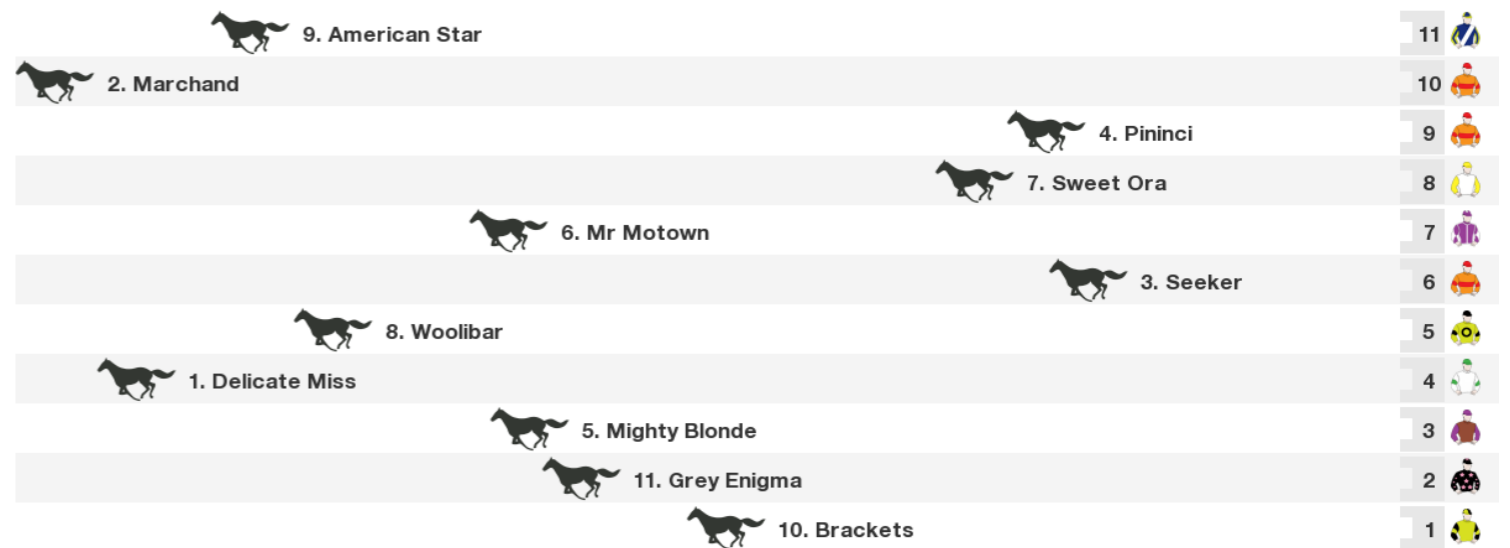 9. American Star 11
2. Marchand 10
4. Pininci 9
7. Sweet Ora 8
6. Mr Motown 7
3. Seeker 6
8. Woolibar 5
1. Delicate Miss 4
5. Mighty Blonde 3
11. Grey Enigma 2
10. Brackets 1